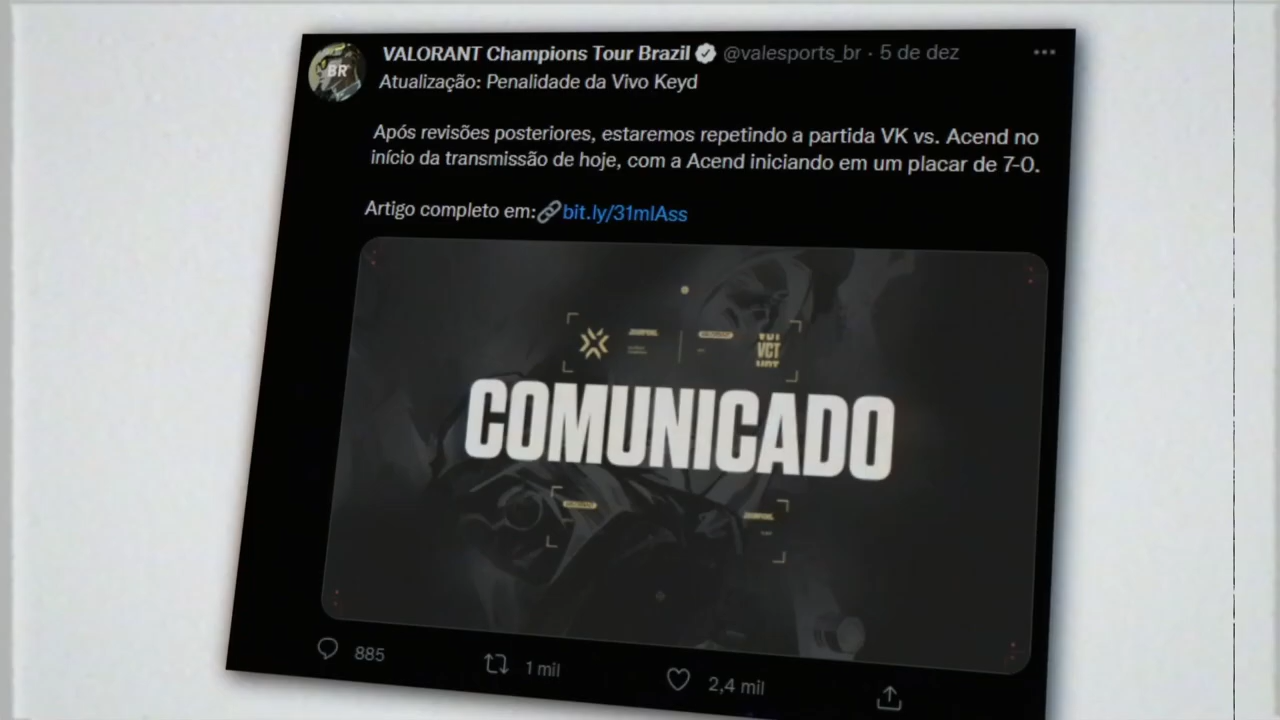 BR
VALORANT Champions Tour Brazil @valesports_br · 5 de dez
Atualização: Penalidade da Vivo Keyd
Após revisões posteriores, estaremos repetindo a partida VK vs. Acend no
início da transmissão de hoje, com a Acend iniciando em um placar de 7-0.
Artigo completo em:🔗bit.ly/31mlAss
VCT
COMUNICADO
885
1 mil
2,4 mil